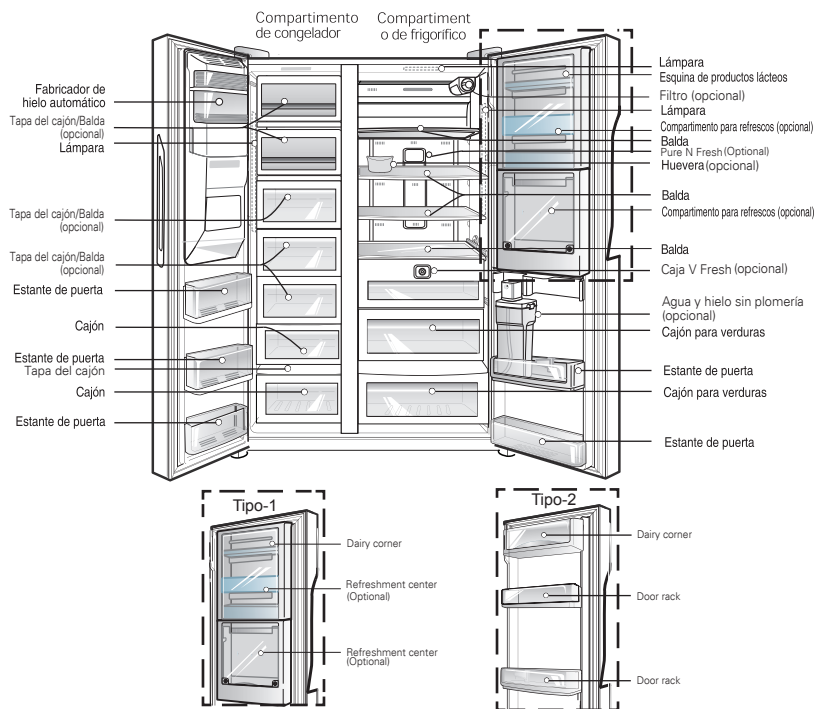 Compartimento
de congelador
Compartiment
o de frigorífico
Fabricador de
hielo automático
Tapa del cajón/Balda
(opcional)
Lámpara
Tapa del cajón/Balda
(opcional)
Tapa del cajón/Balda
(opcional)
Estante de puerta
Cajón
Estante de puerta
Tapa del cajón
Cajón
Estante de puerta
Lámpara
Esquina de productos lácteos
Filtro (opcional)
Lámpara
Compartimento para refrescos (opcional)
Balda
Pure N Fresh (Optional)
Huevera (opcional)
Balda
Compartimento para refrescos (opcional)
Balda
Caja V Fresh (opcional)
Agua y hielo sin plomería
(opcional)
Cajón para verduras
Estante de puerta
Cajón para verduras
Estante de puerta
Tipo-1
Dairy corner
Refreshment center
(Optional)
Refreshment center
(Optional)
Tipo-2
Dairy corner
Door rack
Door rack